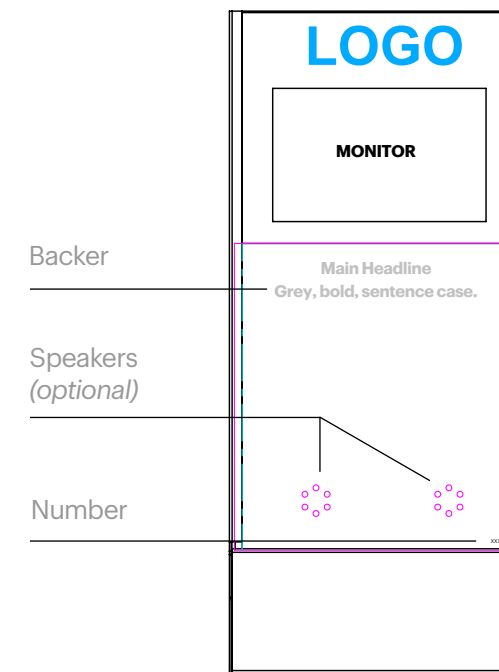 LOGO
MONITOR
Backer
Main Headline
Grey, bold, sentence case.
Speakers
(optional)
Number